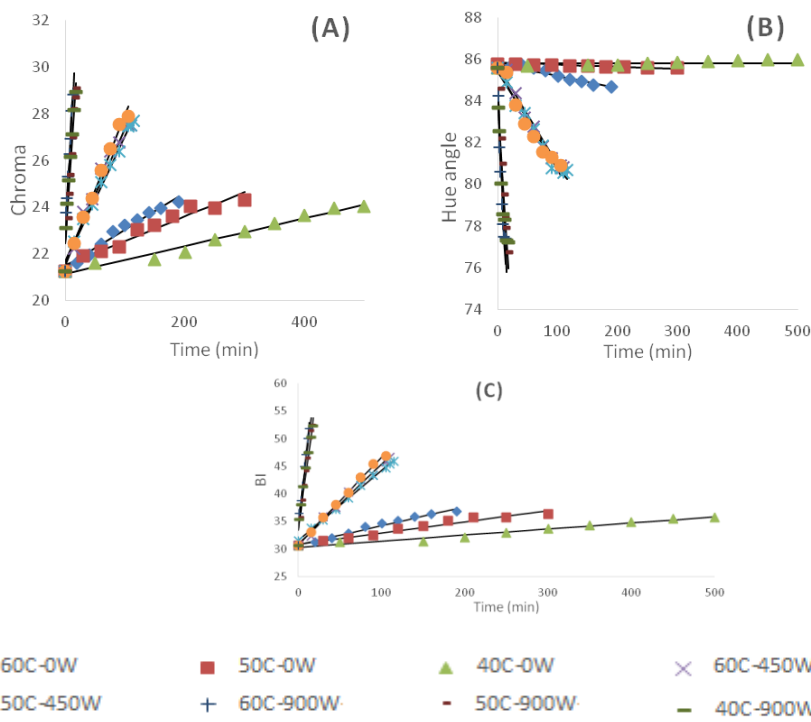 (A)
32
30
28
26
24
22
20
Chroma
0
200
400
Time (min)
(B)
88
86
84
82
80
78
76
74
Hue angle
0
100
200
300
400
500
Time (min)
(C)
60
55
50
45
40
35
30
25
BI
0
100
200
300
400
500
Time (min)
60C-0W
50C-0W
40C-0W
60C-450W
50C-450W
60C-900W
50C-900W
40C-900W